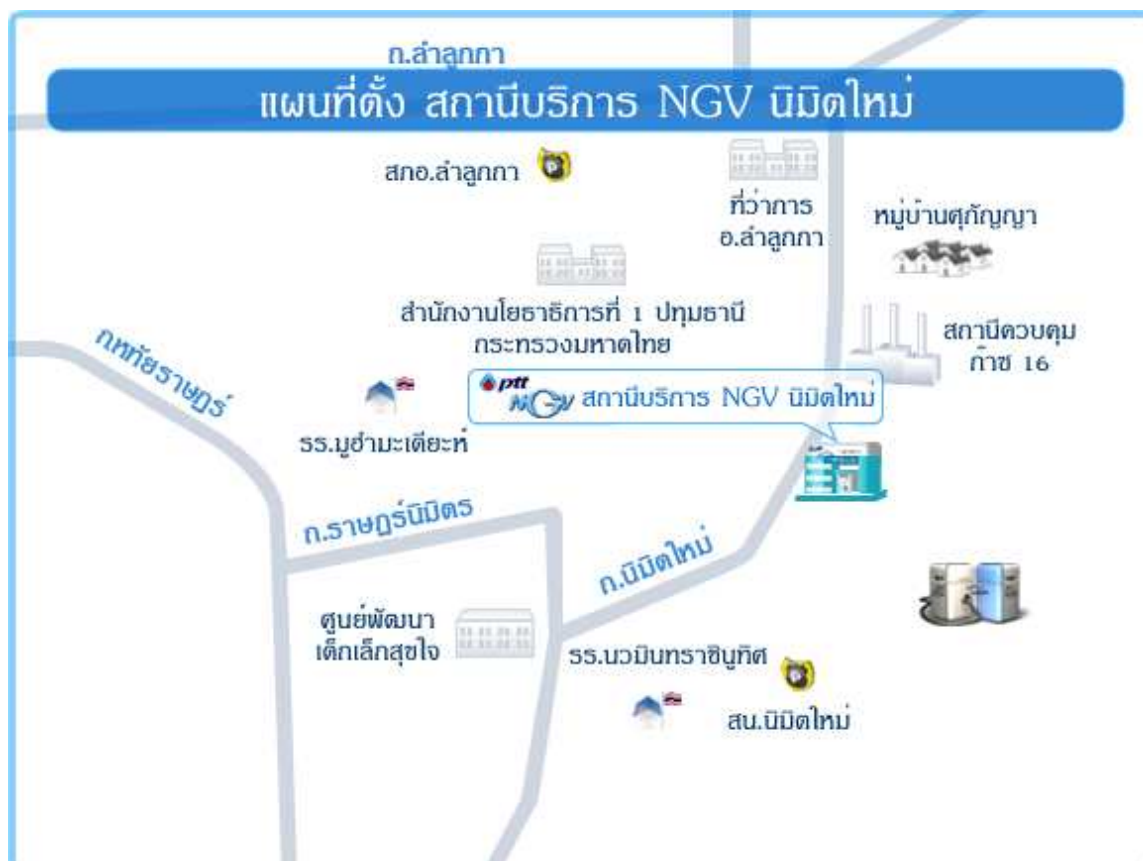 ถ.ลำลูกกา
แผนที่ตั้ง สถานีบริการ NGV นิมิตใหม่
สภอ.ลำลูกกา
ที่ว่าการ
อ.ลำลูกกา
หมู่บ้านศุภัญญา
สำนักงานโยธาธิการที่ 1 ปทุมธานี
กระทรวงมหาดไทย
สถานีควบคุม
ก๊าซ 16
ถ.หทัยราษฎร์
ptt
NGV สถานีบริการ NGV นิมิตใหม่
รร.มูฮำมะเดียะห์
ถ.ราษฎร์นิมิตร
ถ.นิมิตใหม่
ศูนย์พัฒนา
เด็กเล็กสุขใจ
รร.นวมินทราชินูทิศ
สน.นิมิตใหม่